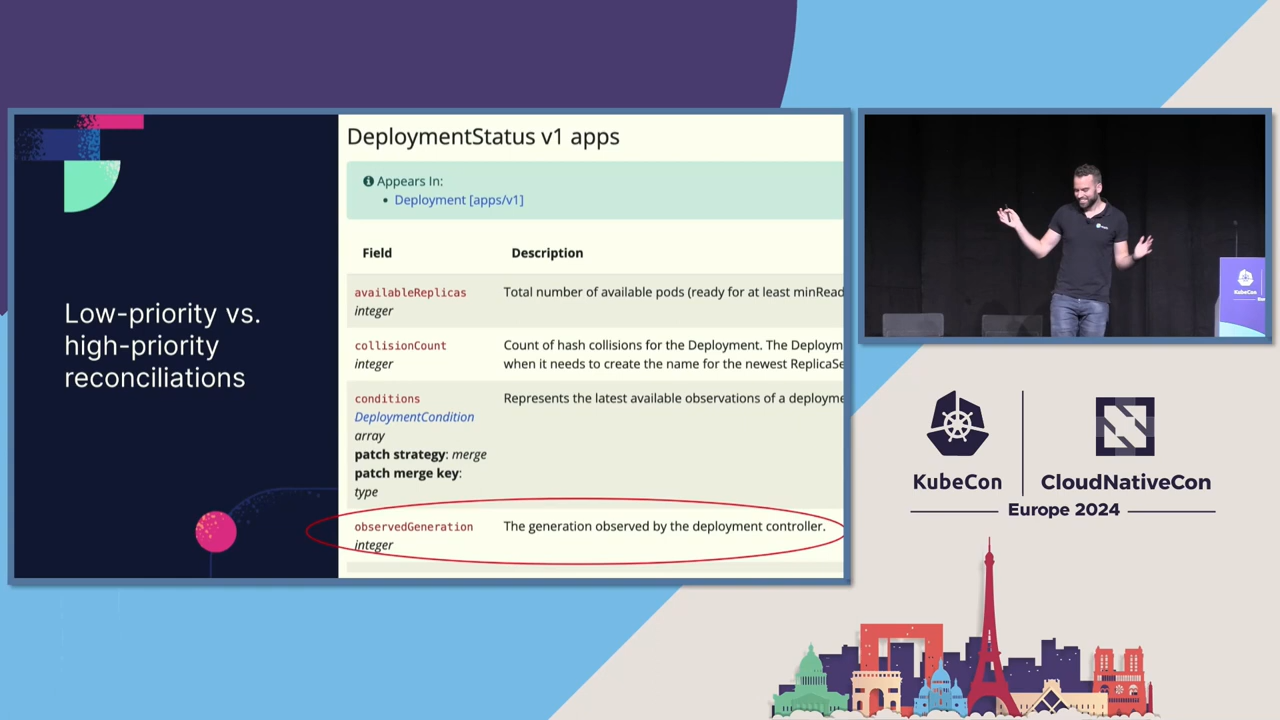 Low-priority vs.
high-priority
reconciliations
DeploymentStatus v1 apps
Appears In:
Deployment [apps/v1]
Field Description
availableReplicas Total number of available pods (ready for at least minRead
integer
collisionCount Count of hash collisions for the Deployment. The Deploym
integer when it needs to create the name for the newest ReplicaSe
conditions Represents the latest available observations of a deployme
DeploymentCondition
array
patch strategy: merge
patch merge key:
type
observedGeneration The generation observed by the deployment controller.
integer
KubeCon
KubeCon CloudNativeCon
Europe 2024